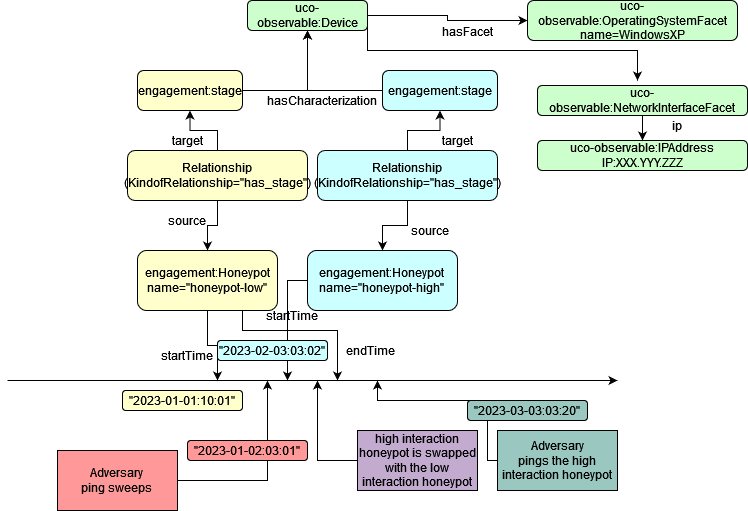 uco-
observable:Device
hasFacet
uco-
observable:OperatingSystemFacet
name=WindowsXP
engagement:stage
hasCharacterization
engagement:stage
uco-
observable:NetworkInterfaceFacet
ip
uco-observable:IPAddress
IP:XXX.YYY.ZZZ
target
target
Relationship
(KindofRelationship="has_stage")
Relationship
(KindofRelationship="has_stage")
source
source
engagement:Honeypot
name="honeypot-low"
engagement:Honeypot
name="honeypot-high"
startTime
startTime
"2023-02-03:03:02"
endTime
"2023-01-01:10:01"
"2023-03-03:03:20"
"2023-01-02:03:01"
Adversary
ping sweeps
high interaction
honeypot is swapped
with the low
interaction honeypot
Adversary
pings the high
interaction honeypot